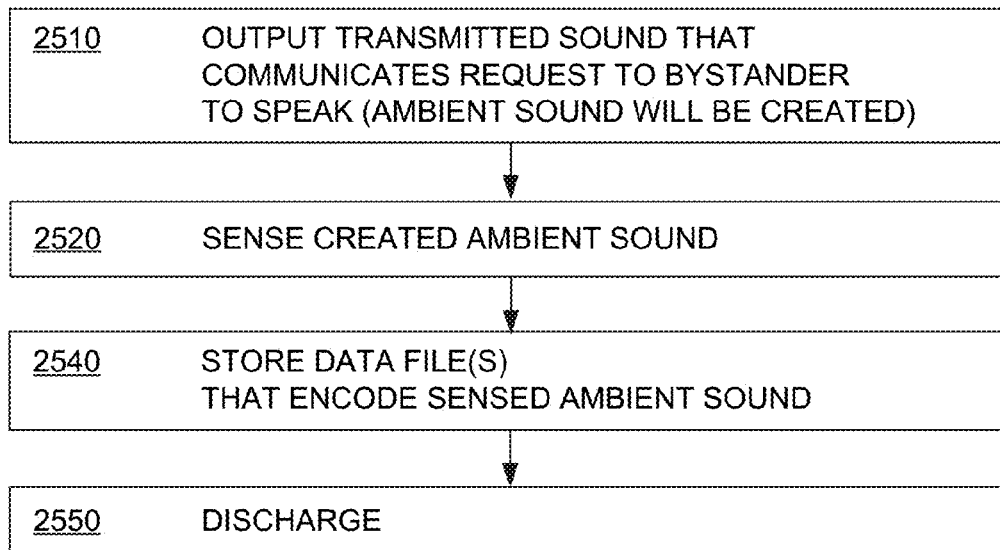 2510 OUTPUT TRANSMITTED SOUND THAT
COMMUNICATES REQUEST TO BYSTANDER
TO SPEAK (AMBIENT SOUND WILL BE CREATED)
2520 SENSE CREATED AMBIENT SOUND
2540 STORE DATA FILE(S)
THAT ENCODE SENSED AMBIENT SOUND
2550 DISCHARGE